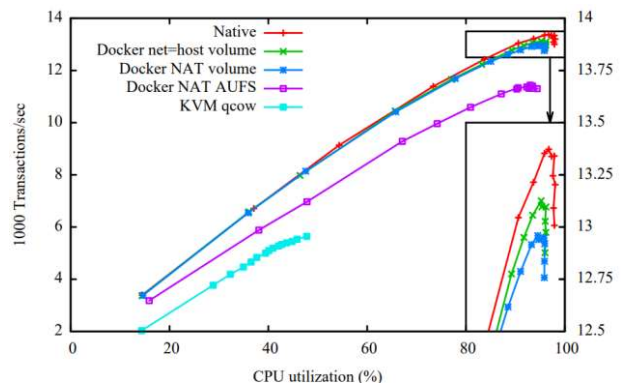 14
12
10
8
6
4
2
1000 Transactions/sec
Native
Docker net=host volume
Docker NAT volume
Docker NAT AUFS
KVM qcow
14
13.75
13.5
13.25
13
12.75
12.5
0 20 40 60 80 100
CPU utilization (%)